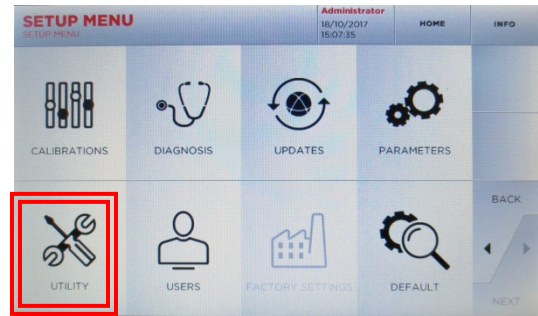 SETUP MENU
SETUP MENU
Administrator
18/10/2017
15:07:35
HOME
INFO
CALIBRATIONS
DIAGNOSIS
UPDATES
PARAMETERS
BACK
UTILITY
USERS
FACTORY SETTINGS
DEFAULT
NEXT